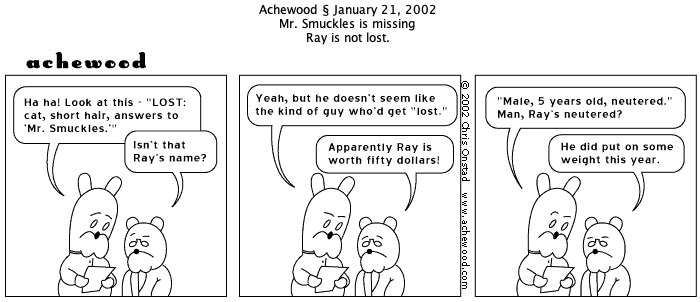 Achewood § January 21, 2002
Mr. Smuckles is missing
Ray is not lost.
achewood
Ha ha! Look at this - "LOST:
cat, short hair, answers to
'Mr. Smuckles.'"
Isn't that
Ray's name?
Yeah, but he doesn't seem like
the kind of guy who'd get "lost."
Apparently Ray is
worth fifty dollars!
© 2002 Chris Onstad www.achewood.com
"Male, 5 years old, neutered."
Man, Ray's neutered?
He did put on some
weight this year.